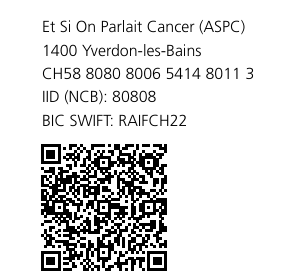 Et Si On Parlait Cancer (ASPC)
1400 Yverdon-les-Bains
CH58 8080 8006 5414 8011 3
IID (NCB): 80808
BIC SWIFT: RAIFCH22